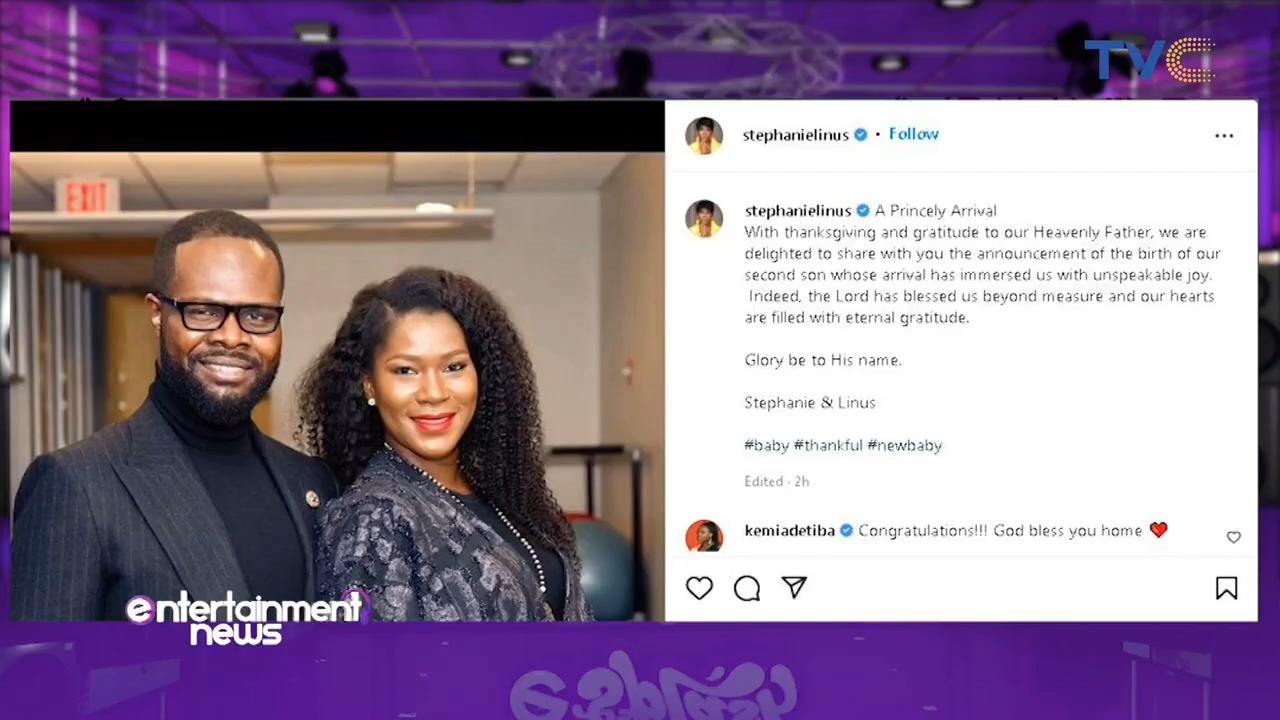 TVC
EXIT
stephanielinus • Follow
stephanielinus A Princely Arrival
With thanksgiving and gratitude to our Heavenly Father, we are
delighted to share with you the announcement of the birth of our
second son whose arrival has immersed us with unspeakable joy.
Indeed, the Lord has blessed us beyond measure and our hearts
are filled with eternal gratitude.
Glory be to His name.
Stephanie & Linus
#baby #thankful #newbaby
Edited · 2h
kemiadetiba Congratulations!!! God bless you home
entertainment
news